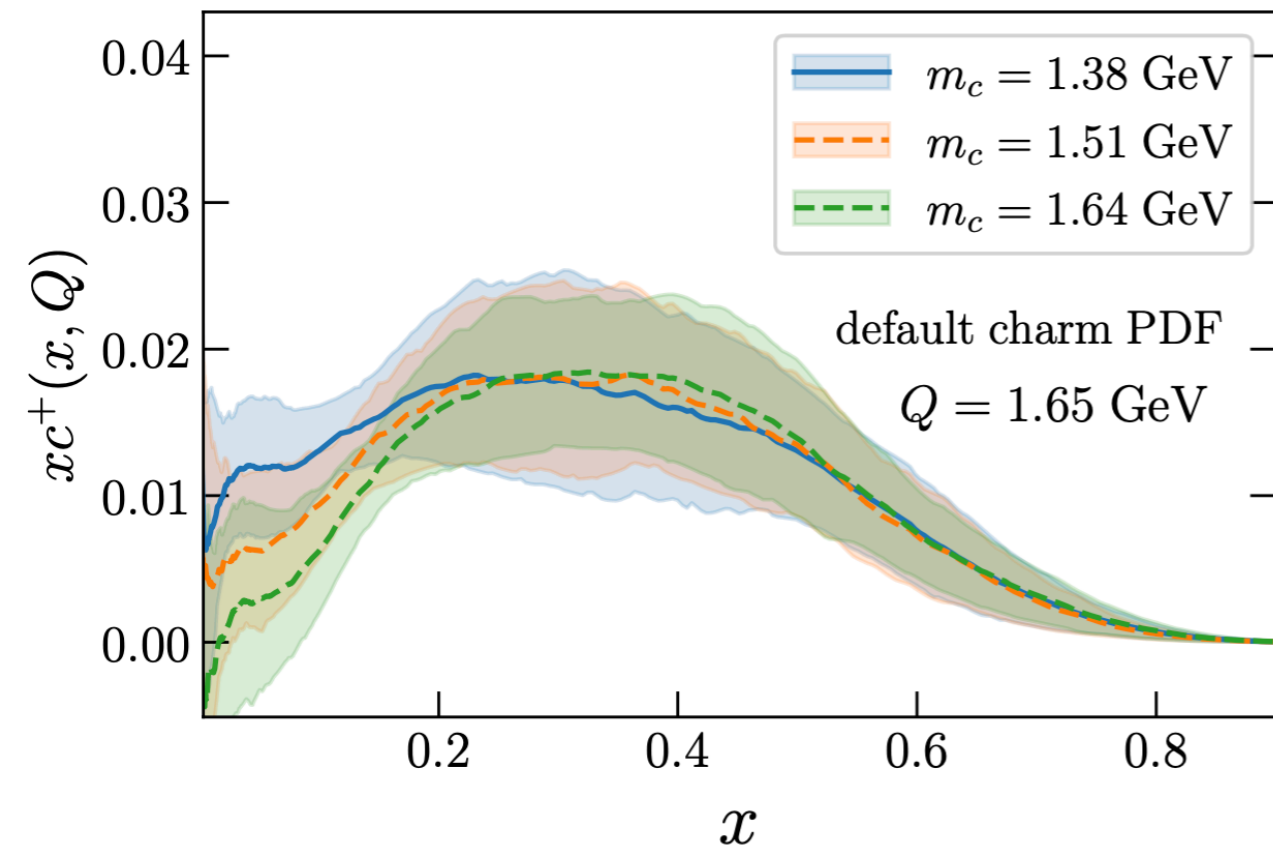 0.04
0.03
0.02
0.01
0.00
xc⁺(x, Q)
m_c = 1.38 GeV
m_c = 1.51 GeV
m_c = 1.64 GeV
default charm PDF
Q = 1.65 GeV
0.2 0.4 0.6 0.8
x